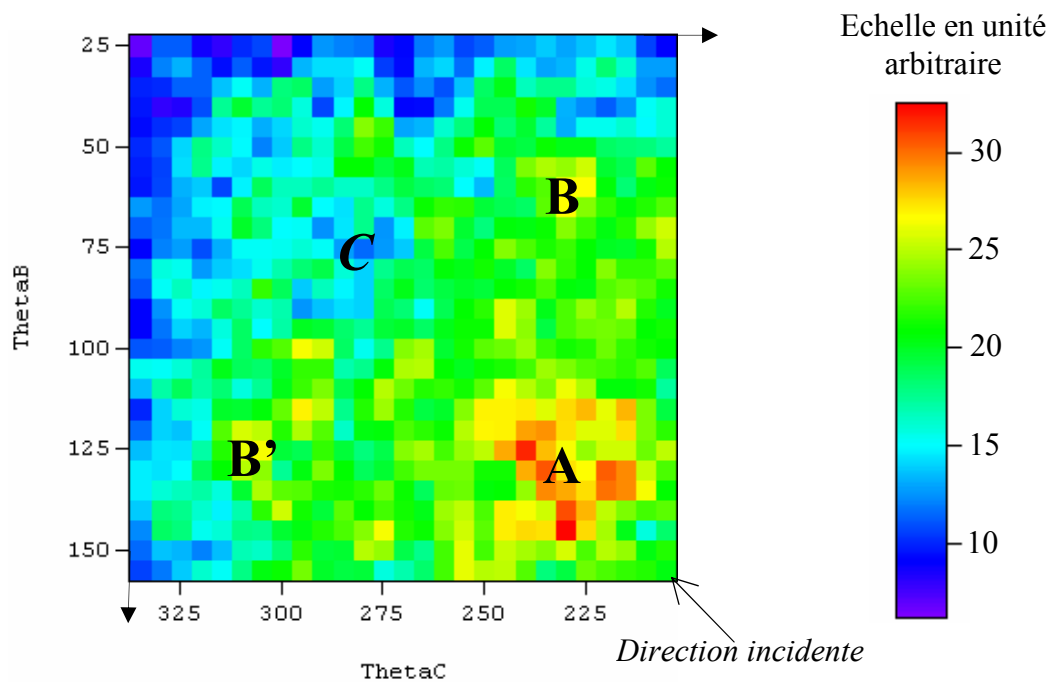 Echelle en unité
arbitraire
25
50
75
100
125
150
ThetaB
325
300
275
250
225
ThetaC
B
C
B’
A
30
25
20
15
10
Direction incidente